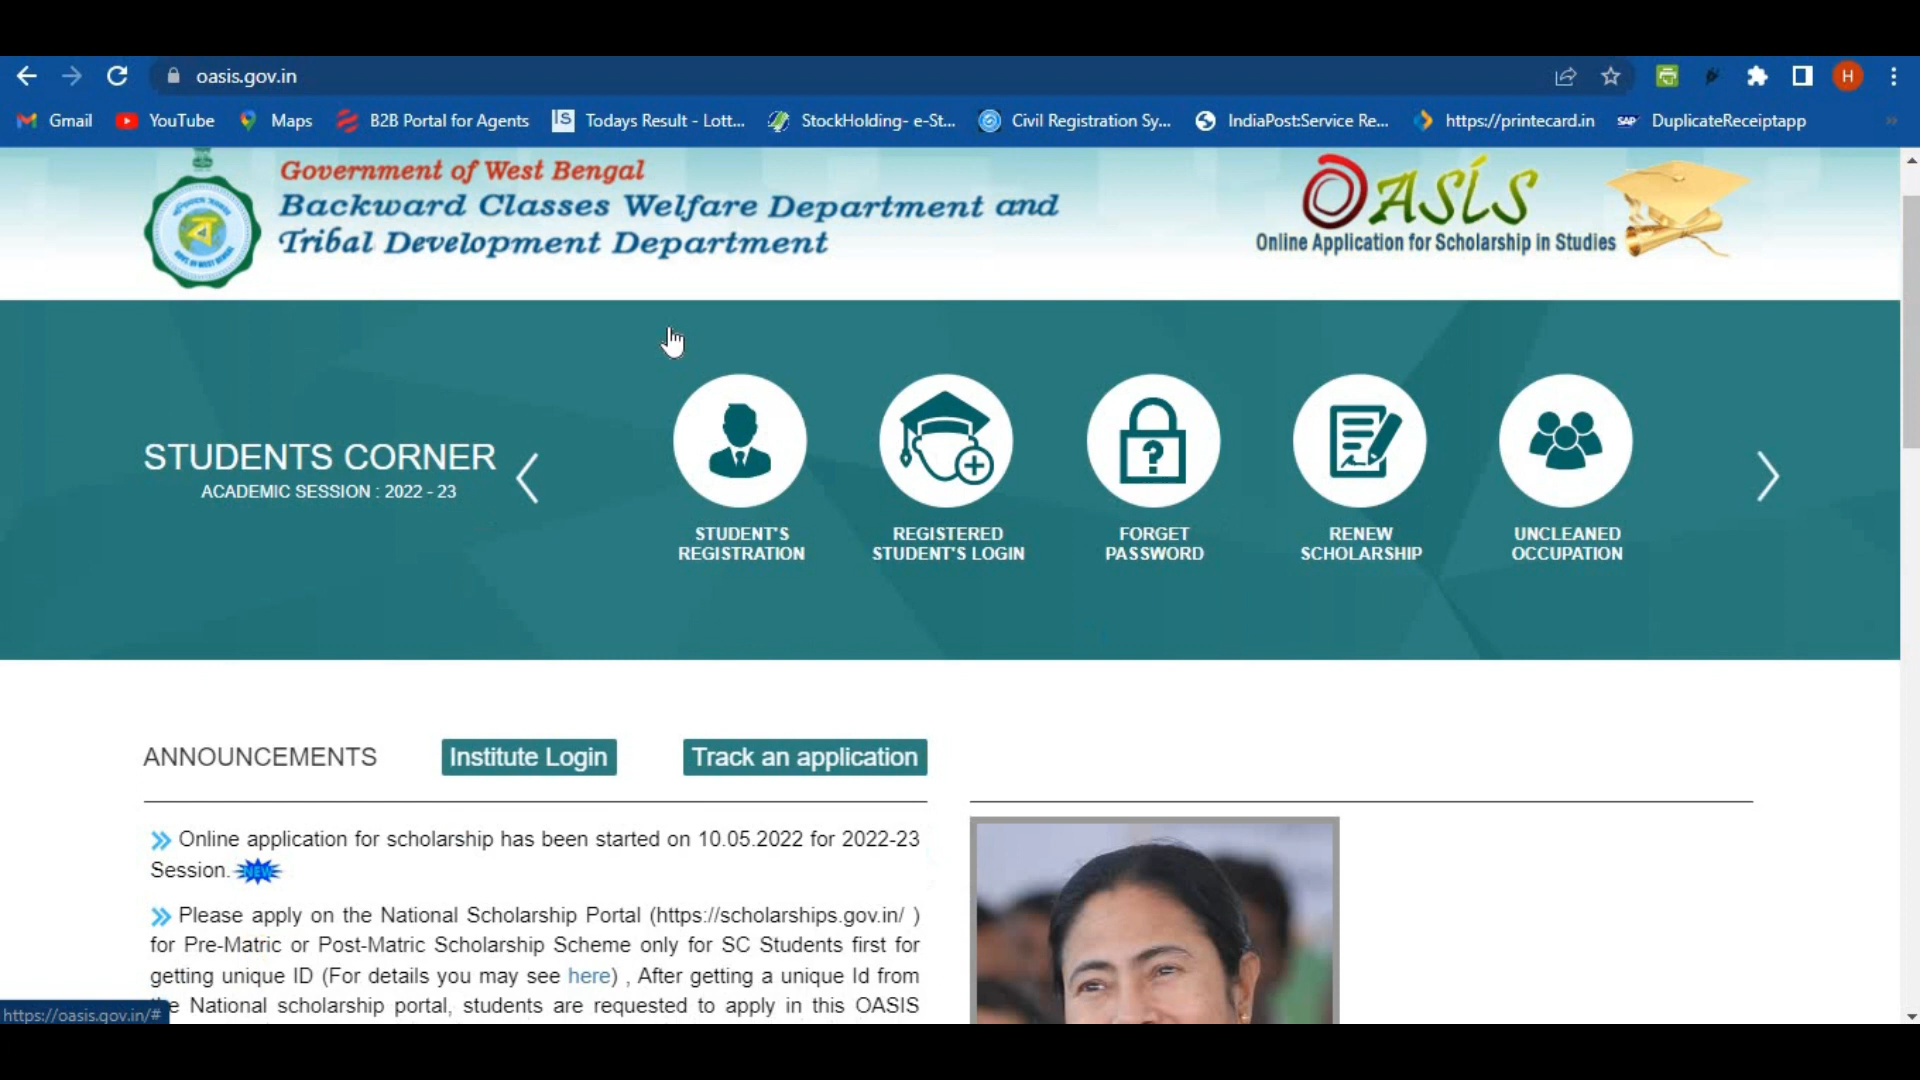 oasis.gov.in
H
Gmail YouTube Maps B2B Portal for Agents Todays Result - Lott... StockHolding- e-St... Civil Registration Sy... IndiaPost:Service Re... https://printecard.in SAP DuplicateReceiptapp
Government of West Bengal
Backward Classes Welfare Department and
Tribal Development Department
OASIS
Online Application for Scholarship in Studies
STUDENTS CORNER
ACADEMIC SESSION : 2022 - 23
STUDENT'S
REGISTRATION
REGISTERED
STUDENT'S LOGIN
FORGET
PASSWORD
RENEW
SCHOLARSHIP
UNCLEANED
OCCUPATION
ANNOUNCEMENTS Institute Login Track an application
Online application for scholarship has been started on 10.05.2022 for 2022-23
Session. NEW
Please apply on the National Scholarship Portal (https://scholarships.gov.in/ )
for Pre-Matric or Post-Matric Scholarship Scheme only for SC Students first for
getting unique ID (For details you may see here) , After getting a unique Id from
National scholarship portal, students are requested to apply in this OASIS
https://oasis.gov.in/#